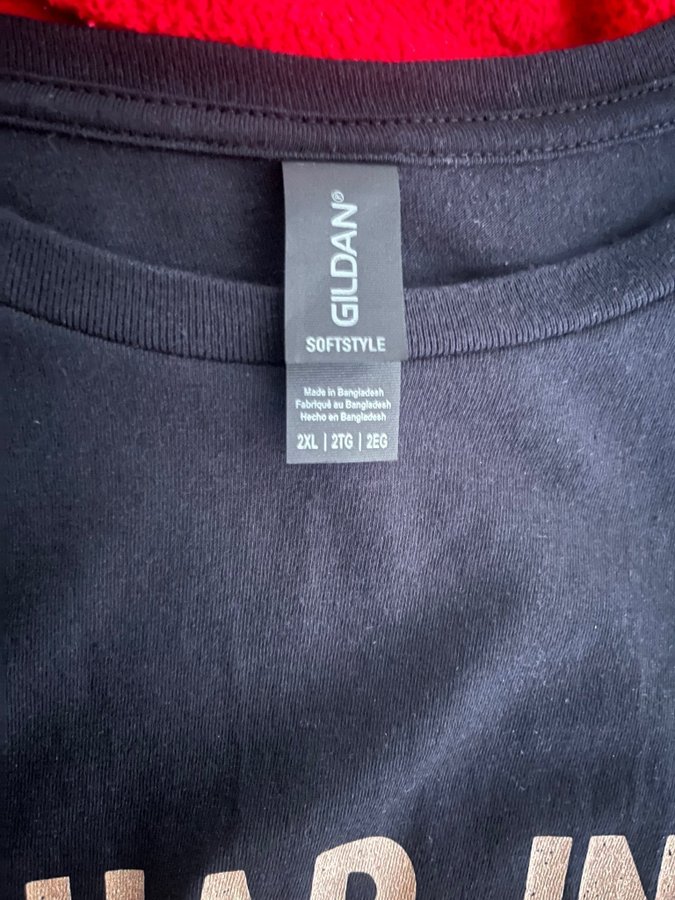 GILDAN®
SOFTSTYLE
Made in Bangladesh
Fabriqué au Bangladesh
Hecho en Bangladesh
2XL | 2TG | 2EG